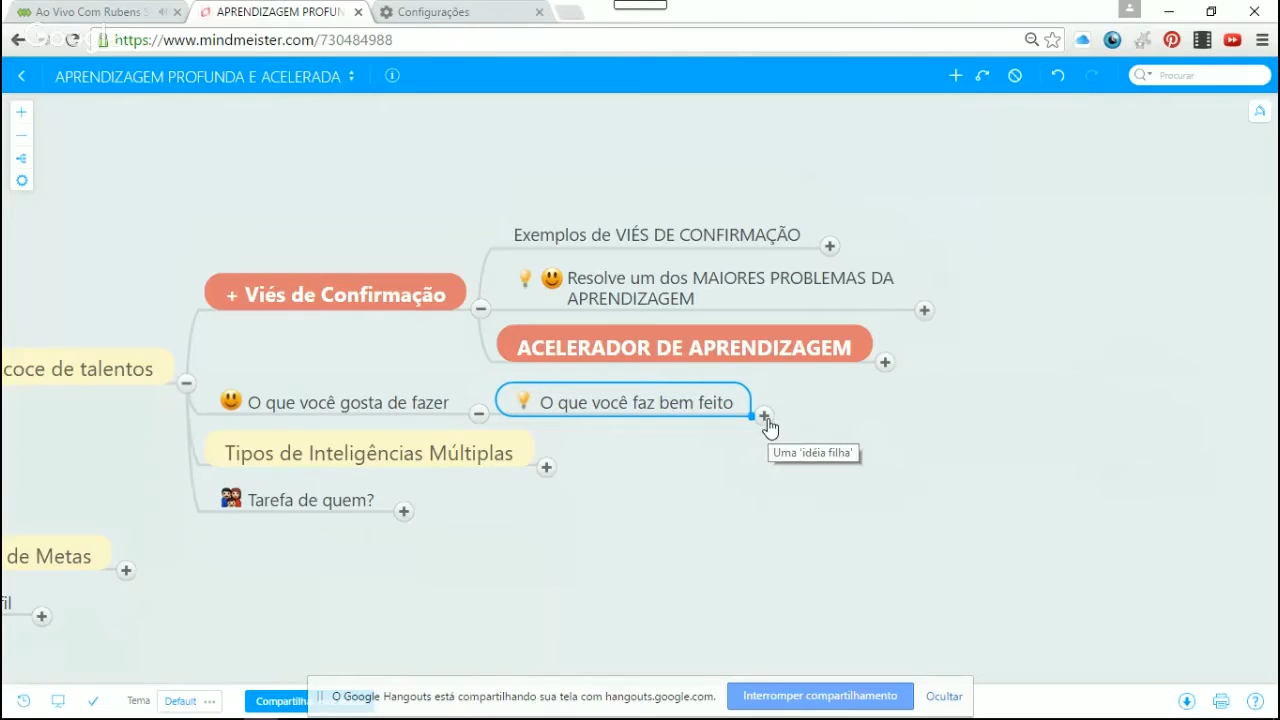 Ao Vivo Com Rubens S
APRENDIZAGEM PROFUN
Configurações
https://www.mindmeister.com/730484988
APRENDIZAGEM PROFUNDA E ACELERADA
Procurar
Exemplos de VIÉS DE CONFIRMAÇÃO
Resolve um dos MAIORES PROBLEMAS DA
APRENDIZAGEM
+ Viés de Confirmação
ACELERADOR DE APRENDIZAGEM
coce de talentos
O que você gosta de fazer
O que você faz bem feito
Uma 'idéia filha'
Tipos de Inteligências Múltiplas
Tarefa de quem?
de Metas
fil
Tema
Default
Compartilha
O Google Hangouts está compartilhando sua tela com hangouts.google.com.
Interromper compartilhamento
Ocultar